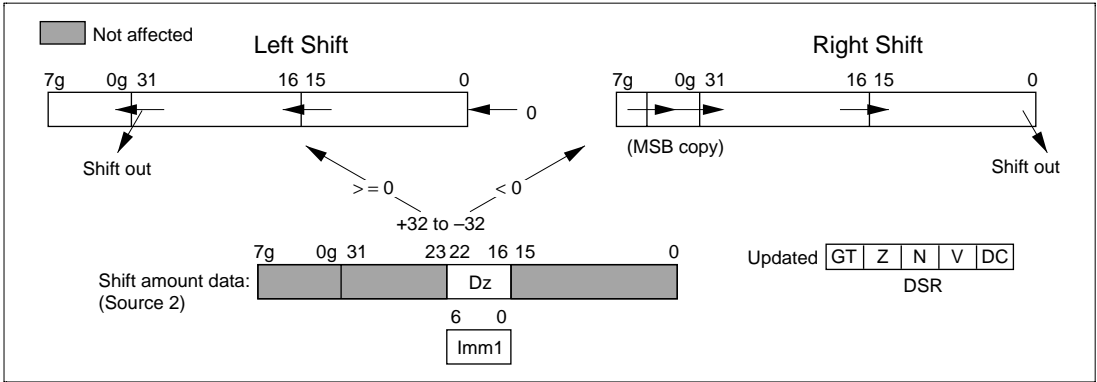 Not affected
Left Shift
Right Shift
7g 0g 31 16 15 0
7g 0g 31 16 15 0
0
(MSB copy)
Shift out
Shift out
> = 0
< 0
+32 to –32
7g 0g 31 23 22 16 15 0
Shift amount data:
(Source 2)
Dz
6 0
Imm1
Updated GT Z N V DC
DSR